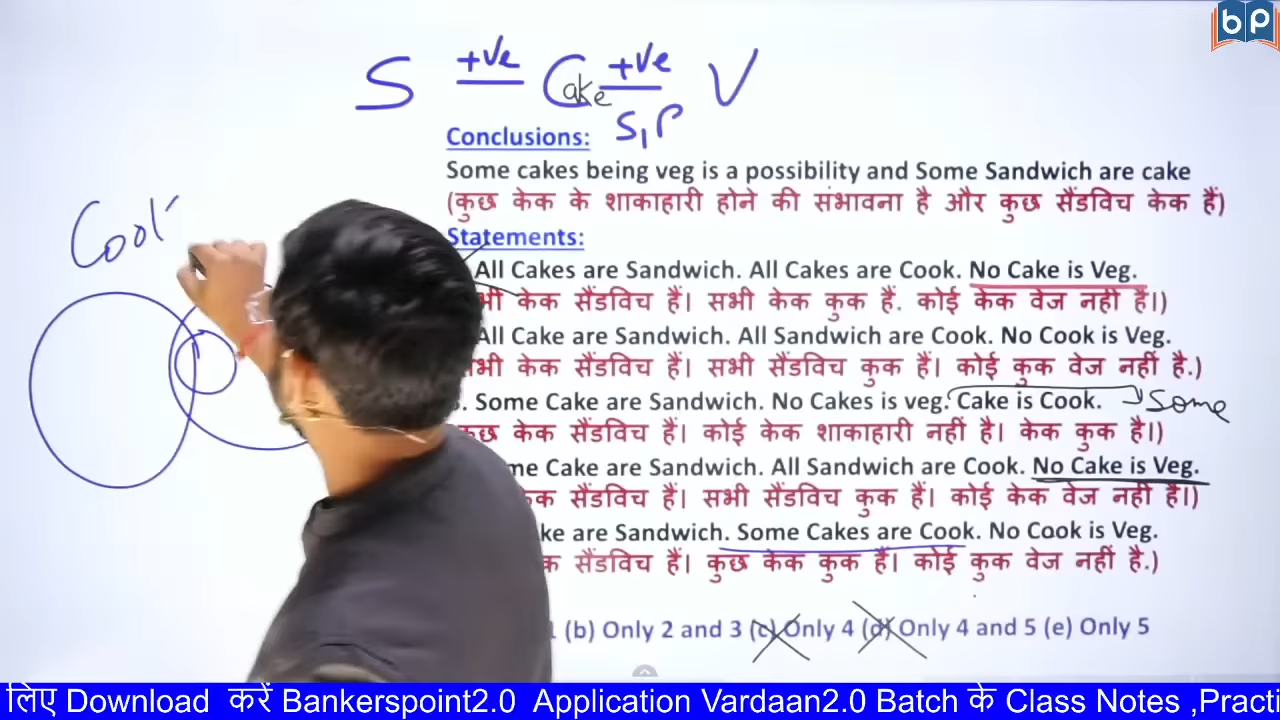 bp
S +ve Cake +ve V
S, P
Conclusions:
Some cakes being veg is a possibility and Some Sandwich are cake
(कुछ केक के शाकाहारी होने की संभावना है और कुछ सैंडविच केक हैं)
Cook
Statements:
All Cakes are Sandwich. All Cakes are Cook. No Cake is Veg.
केक सैंडविच हैं। सभी केक कुक हैं. कोई केक वेज नही है।)
All Cake are Sandwich. All Sandwich are Cook. No Cook is Veg.
केक सैंडविच हैं। सभी सैंडविच कुक हैं। कोई कुक वेज नहीं है.)
Some Cake are Sandwich. No Cakes is veg. Cake is Cook. Some
केक सैंडविच हैं। कोई केक शाकाहारी नहीं है। केक कुक है।)
Cake are Sandwich. All Sandwich are Cook. No Cake is Veg.
सैंडविच हैं। सभी सैंडविच कुक हैं। कोई केक वेज नही है।)
are Sandwich. Some Cakes are Cook. No Cook is Veg.
सैंडविच हैं। कुछ केक कुक हैं। कोई कुक वेज नहीं है.)
(b) Only 2 and 3 (c) Only 4 (d) Only 4 and 5 (e) Only 5
लिए Download करें Bankerspoint2.0 Application Vardaan2.0 Batch के Class Notes ,Practi